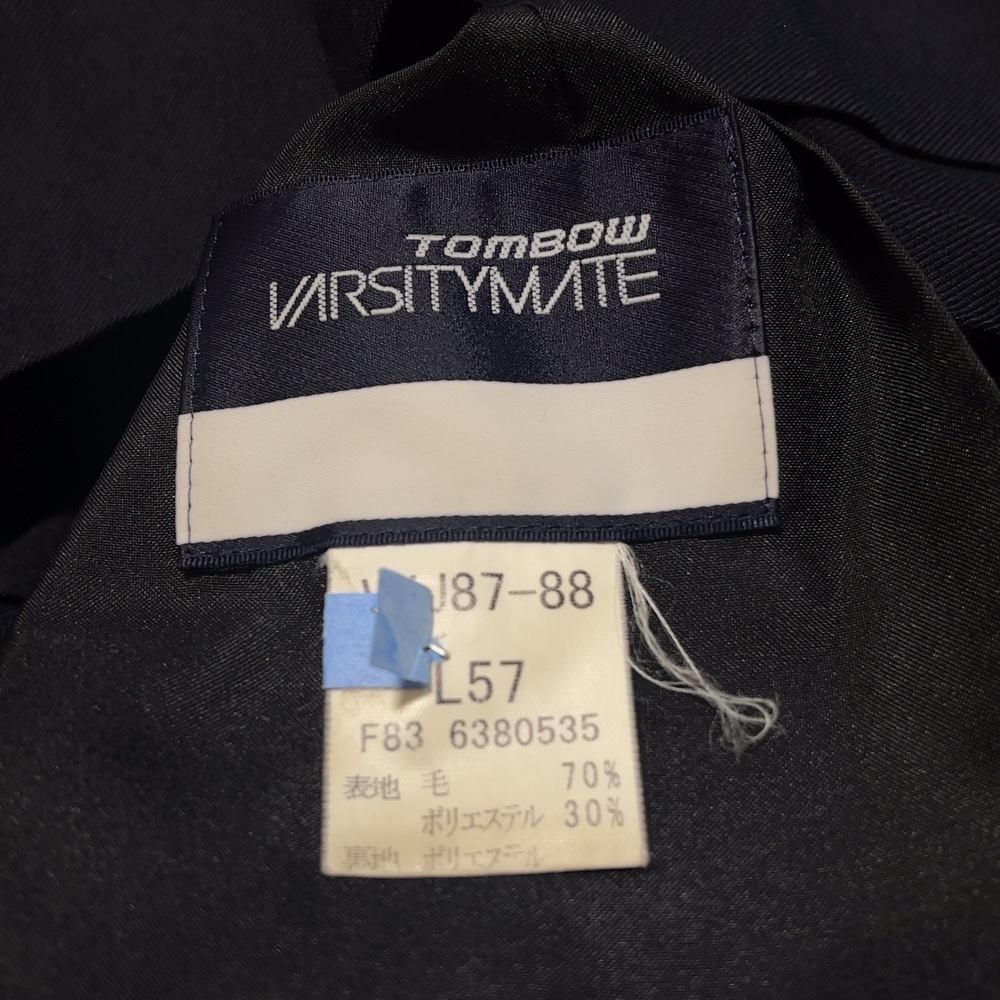 TOMBOW
VARSITYMATE
J87-88
L57
F83 6380535
表地 毛 70%
ポリエステル 30%
裏地 ポリエステル